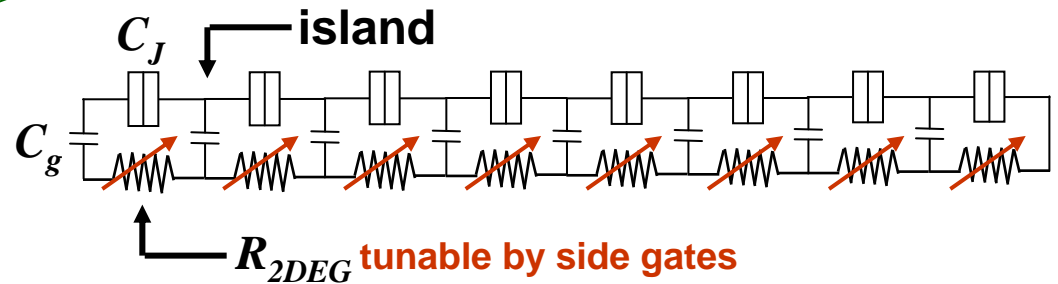 C_J
island
C_g
R_2DEG tunable by side gates